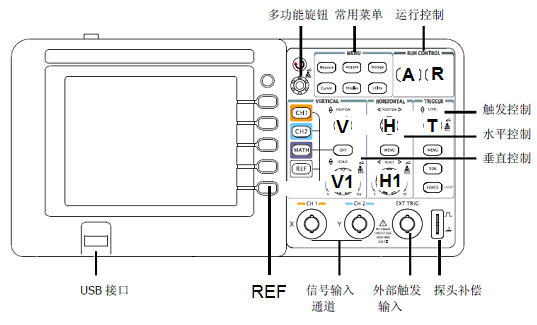 多功能旋钮 常用菜单 运行控制
MENU RUN CONTROL
Measure Acquire Storage
Cursor Display Utility
A R
VERTICAL HORIZONTAL TRIGGER
POSITION POSITION LEVEL
CH1
V H T
触发控制
CH2
水平控制
MATH OFF MENU MENU
垂直控制
REF SCALE SCALE
50%
V1 H1
FORCE
CH 1 CH 2 EXT TRIG
X Y
USB 接口
REF
信号输入
通道
外部触发
输入
探头补偿